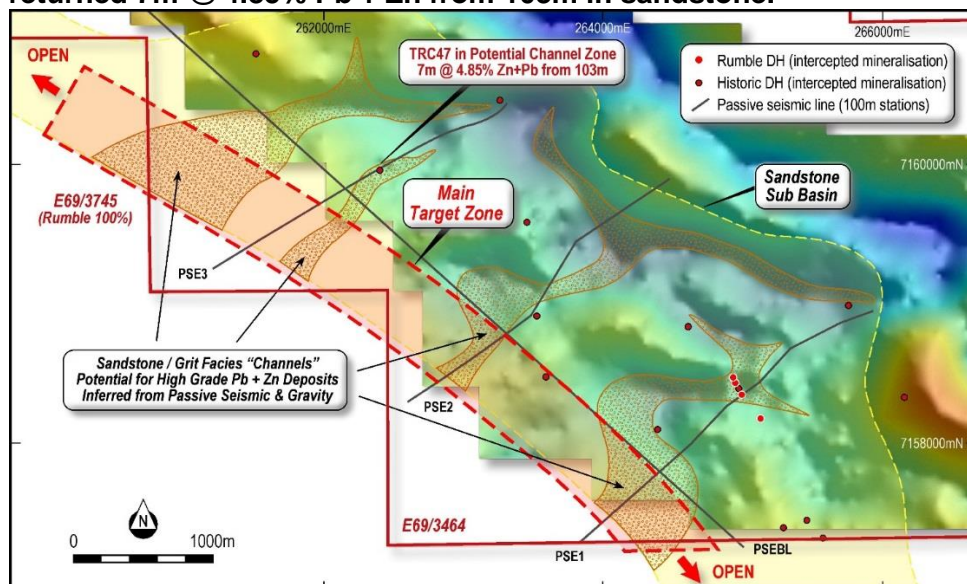 returned 7m @ 4.85% Pb + Zn from 103m in sandstone.
262000mE
264000mE
266000mE
OPEN
TRC47 in Potential Channel Zone
7m @ 4.85% Zn+Pb from 103m
Rumble DH (intercepted mineralisation)
Historic DH (intercepted mineralisation)
Passive seismic line (100m stations)
7160000mN
E69/3745
(Rumble 100%)
Main
Target Zone
Sandstone
Sub Basin
PSE3
Sandstone / Grit Facies "Channels"
Potential for High Grade Pb + Zn Deposits
Inferred from Passive Seismic & Gravity
PSE2
7158000mN
N
0 1000m
E69/3464
PSE1
PSEBL
OPEN